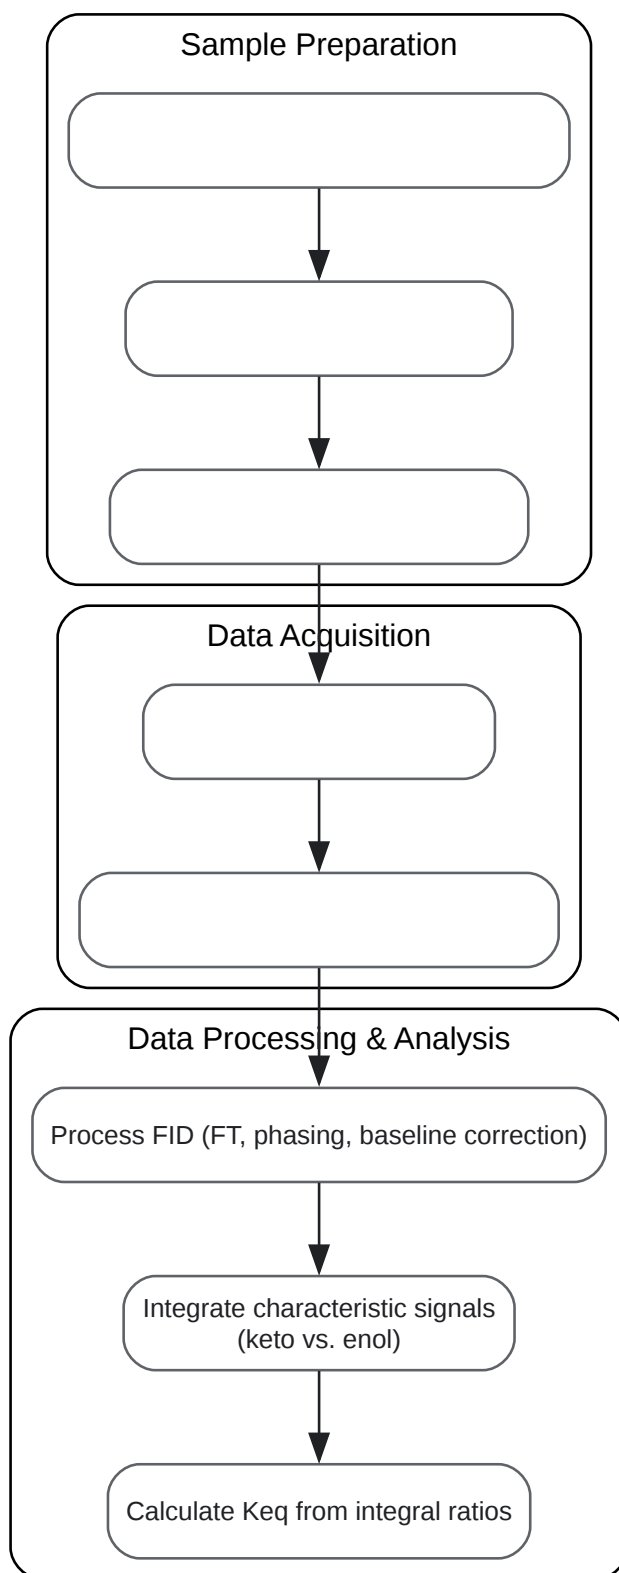 Sample Preparation
Data Acquisition
Data Processing & Analysis
Process FID (FT, phasing, baseline correction)
Integrate characteristic signals
(keto vs. enol)
Calculate Keq from integral ratios